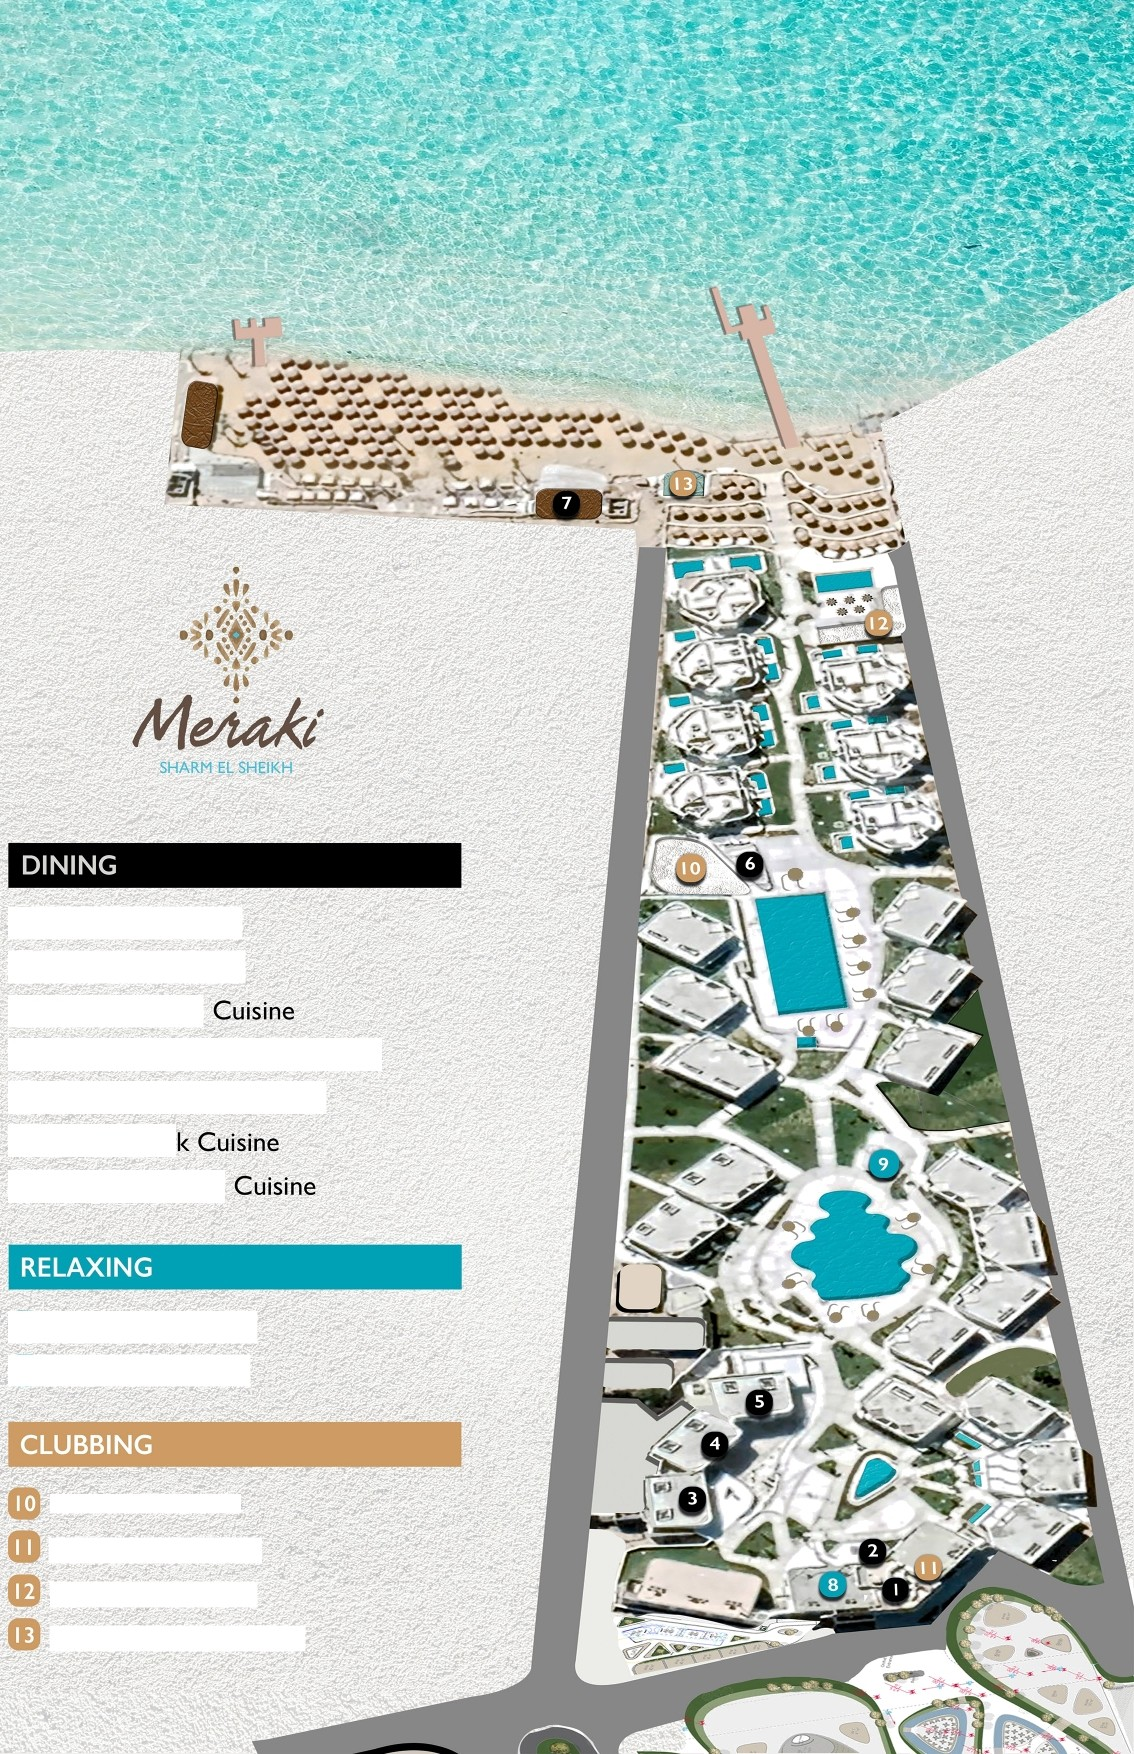 13
7
12
Meraki
SHARM EL SHEIKH
DINING
10
6
Cuisine
k Cuisine
9
Cuisine
RELAXING
5
CLUBBING
4
3
10
11
2
11
12
8
1
13